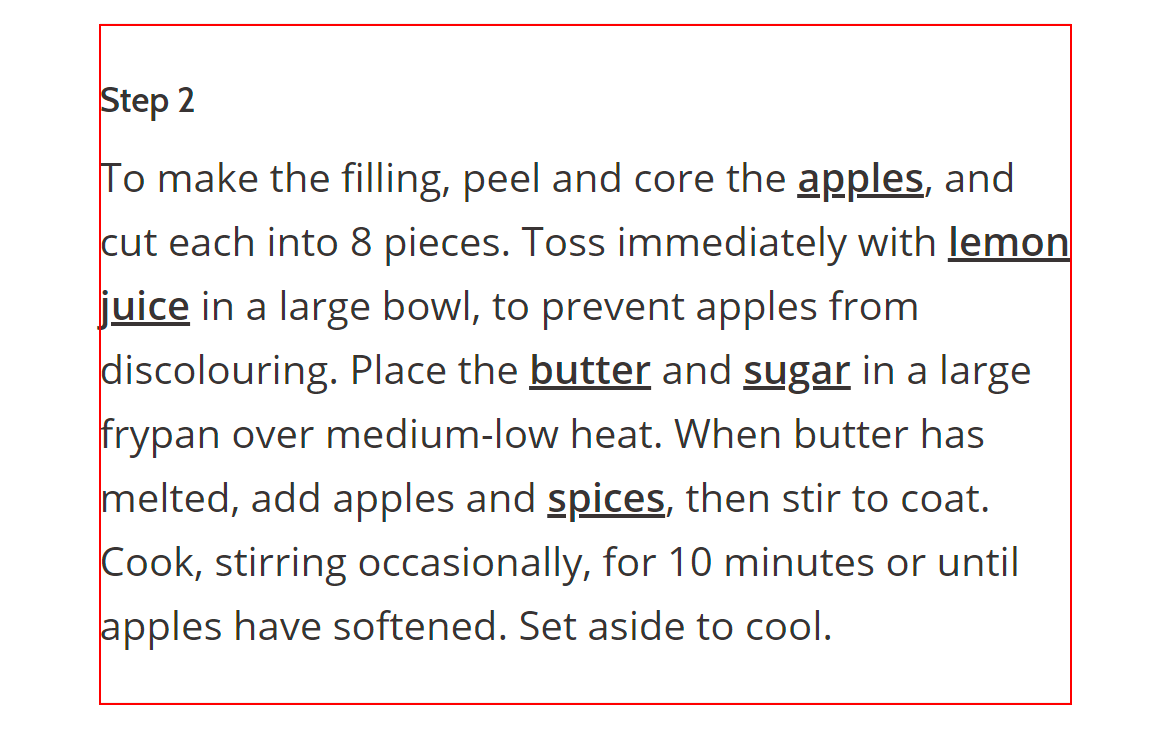 Step 2
To make the filling, peel and core the apples, and
cut each into 8 pieces. Toss immediately with lemon
juice in a large bowl, to prevent apples from
discolouring. Place the butter and sugar in a large
frypan over medium-low heat. When butter has
melted, add apples and spices, then stir to coat.
Cook, stirring occasionally, for 10 minutes or until
apples have softened. Set aside to cool.